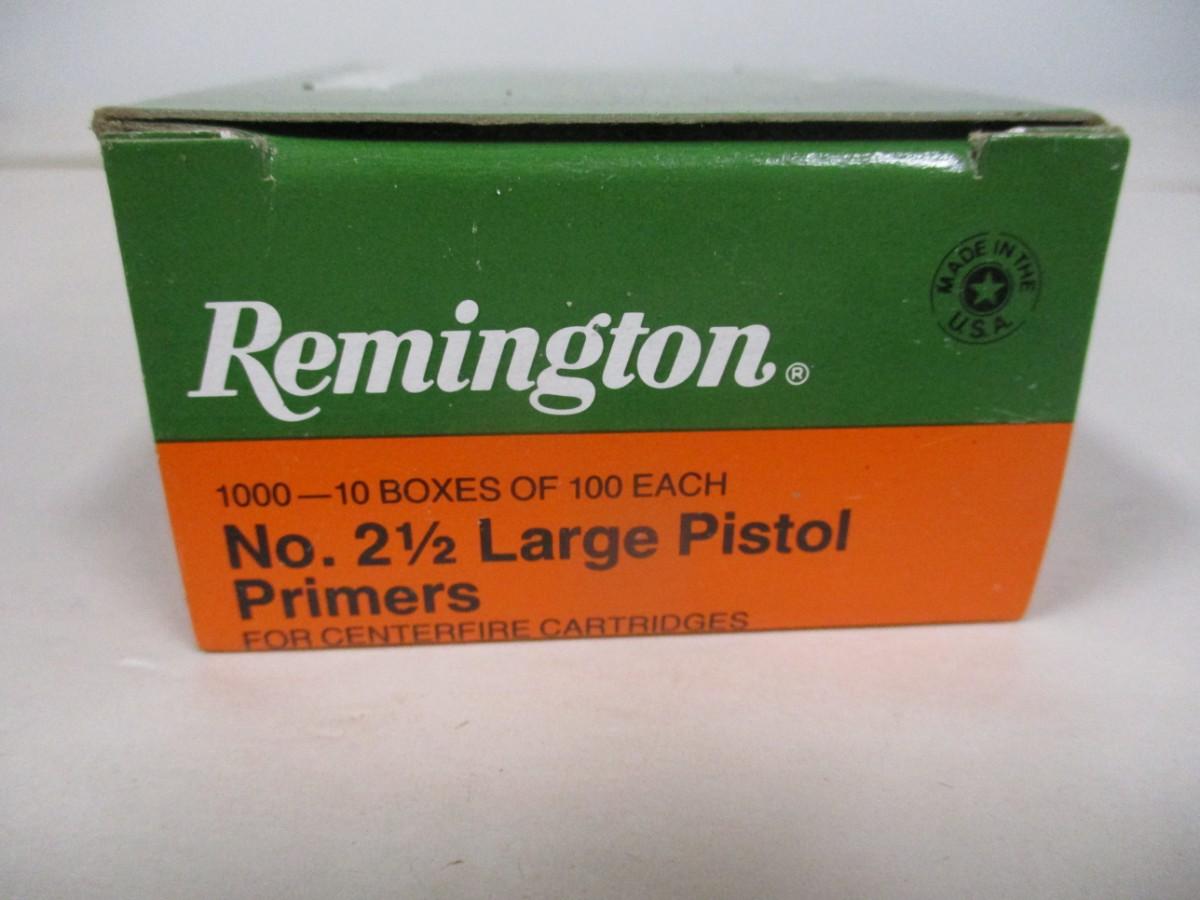 MADE IN THE
U.S.A.
Remington®
1000—10 BOXES OF 100 EACH
No. 2½ Large Pistol
Primers
FOR CENTERFIRE CARTRIDGES